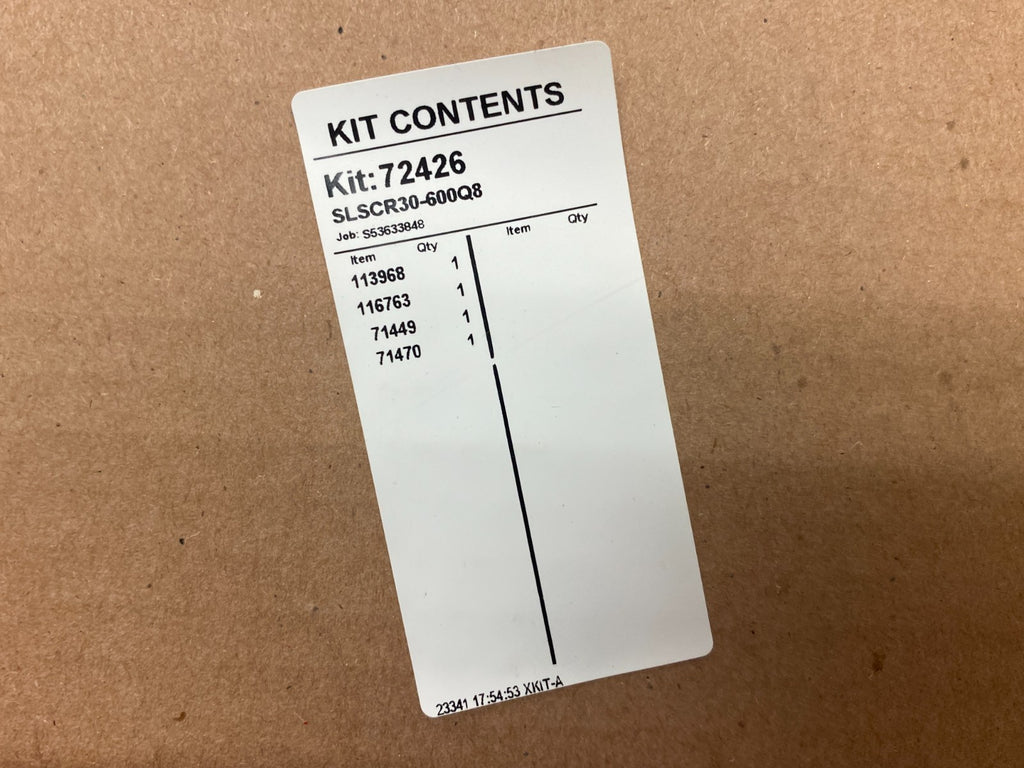 KIT CONTENTS
Kit:72426
SLSCR30-600Q8
Job: S53633848
Item Qty Item Qty
113968 1
116763 1
71449 1
71470 1
23341 17:54:53 XKIT-A